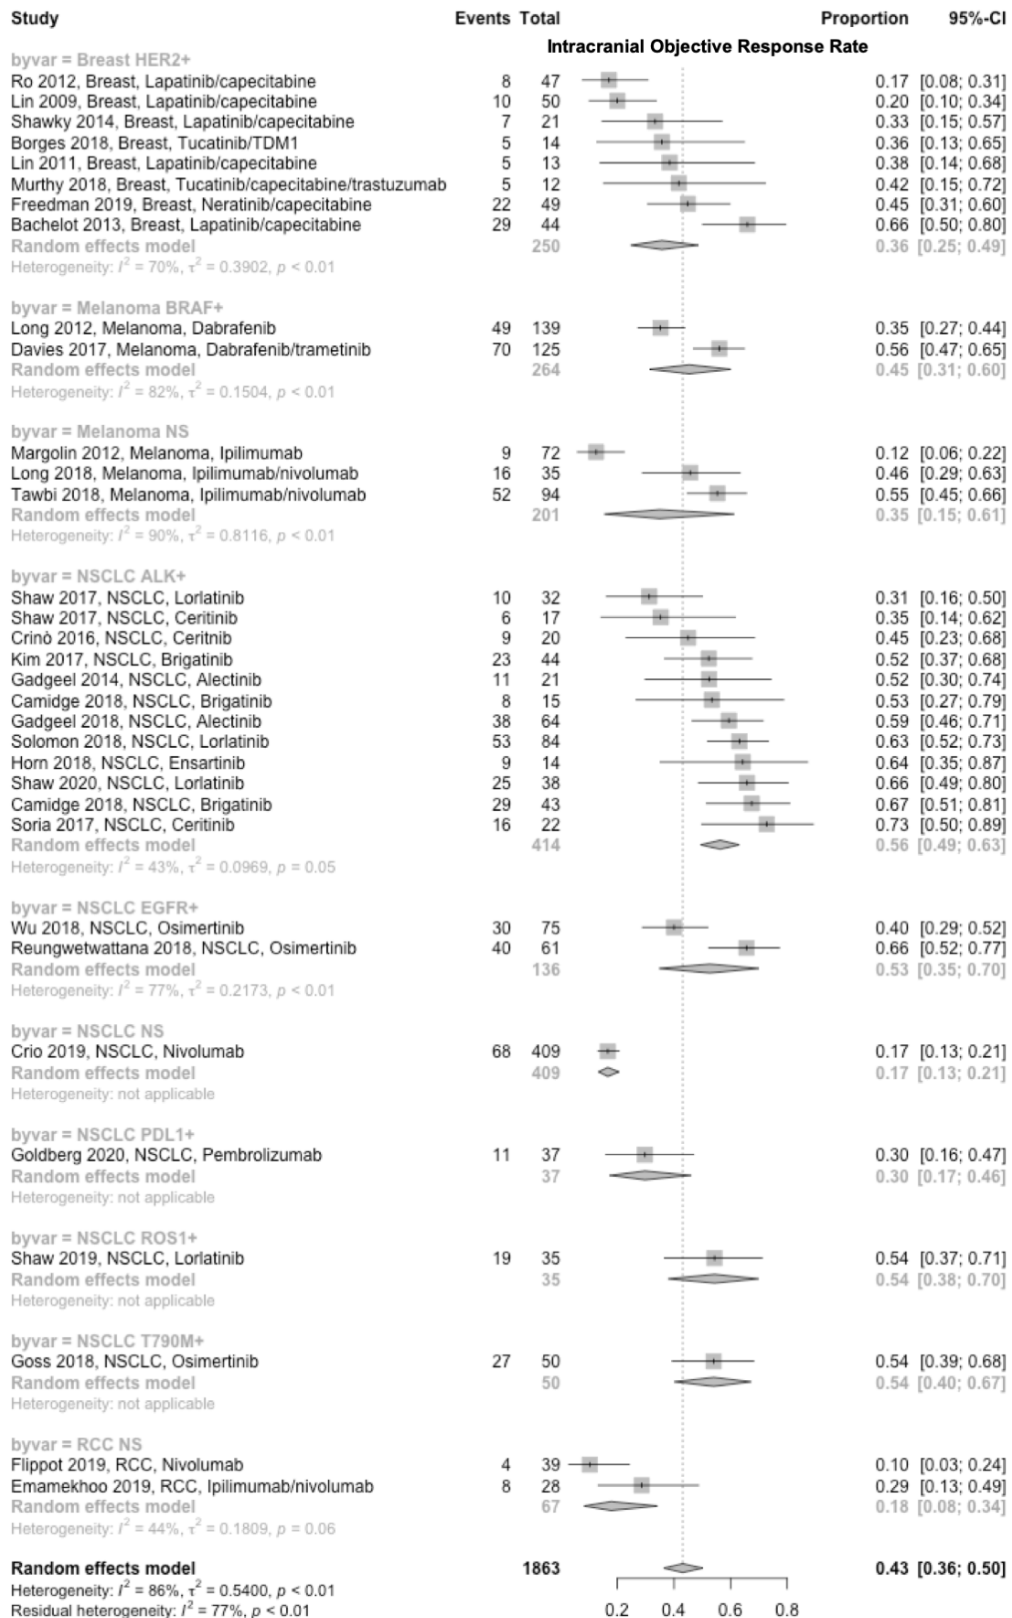 Study Events Total Proportion 95%-CI
Intracranial Objective Response Rate
byvar = Breast HER2+
Ro 2012, Breast, Lapatinib/capecitabine 8 47 0.17 [0.08; 0.31]
Lin 2009, Breast, Lapatinib/capecitabine 10 50 0.20 [0.10; 0.34]
Shawky 2014, Breast, Lapatinib/capecitabine 7 21 0.33 [0.15; 0.57]
Borges 2018, Breast, Tucatinib/TDM1 5 14 0.36 [0.13; 0.65]
Lin 2011, Breast, Lapatinib/capecitabine 5 13 0.38 [0.14; 0.68]
Murthy 2018, Breast, Tucatinib/capecitabine/trastuzumab 5 12 0.42 [0.15; 0.72]
Freedman 2019, Breast, Neratinib/capecitabine 22 49 0.45 [0.31; 0.60]
Bachelot 2013, Breast, Lapatinib/capecitabine 29 44 0.66 [0.50; 0.80]
Random effects model 250 0.36 [0.25; 0.49]
Heterogeneity: I² = 70%, τ² = 0.3902, p < 0.01
byvar = Melanoma BRAF+
Long 2012, Melanoma, Dabrafenib 49 139 0.35 [0.27; 0.44]
Davies 2017, Melanoma, Dabrafenib/trametinib 70 125 0.56 [0.47; 0.65]
Random effects model 264 0.45 [0.31; 0.60]
Heterogeneity: I² = 82%, τ² = 0.1504, p < 0.01
byvar = Melanoma NS
Margolin 2012, Melanoma, Ipilimumab 9 72 0.12 [0.06; 0.22]
Long 2018, Melanoma, Ipilimumab/nivolumab 16 35 0.46 [0.29; 0.63]
Tawbi 2018, Melanoma, Ipilimumab/nivolumab 52 94 0.55 [0.45; 0.66]
Random effects model 201 0.35 [0.15; 0.61]
Heterogeneity: I² = 90%, τ² = 0.8116, p < 0.01
byvar = NSCLC ALK+
Shaw 2017, NSCLC, Lorlatinib 10 32 0.31 [0.16; 0.50]
Shaw 2017, NSCLC, Ceritinib 6 17 0.35 [0.14; 0.62]
Crinò 2016, NSCLC, Ceritnib 9 20 0.45 [0.23; 0.68]
Kim 2017, NSCLC, Brigatinib 23 44 0.52 [0.37; 0.68]
Gadgeel 2014, NSCLC, Alectinib 11 21 0.52 [0.30; 0.74]
Camidge 2018, NSCLC, Brigatinib 8 15 0.53 [0.27; 0.79]
Gadgeel 2018, NSCLC, Alectinib 38 64 0.59 [0.46; 0.71]
Solomon 2018, NSCLC, Lorlatinib 53 84 0.63 [0.52; 0.73]
Horn 2018, NSCLC, Ensartinib 9 14 0.64 [0.35; 0.87]
Shaw 2020, NSCLC, Lorlatinib 25 38 0.66 [0.49; 0.80]
Camidge 2018, NSCLC, Brigatinib 29 43 0.67 [0.51; 0.81]
Soria 2017, NSCLC, Ceritinib 16 22 0.73 [0.50; 0.89]
Random effects model 414 0.56 [0.49; 0.63]
Heterogeneity: I² = 43%, τ² = 0.0969, p = 0.05
byvar = NSCLC EGFR+
Wu 2018, NSCLC, Osimertinib 30 75 0.40 [0.29; 0.52]
Reungwetwattana 2018, NSCLC, Osimertinib 40 61 0.66 [0.52; 0.77]
Random effects model 136 0.53 [0.35; 0.70]
Heterogeneity: I² = 77%, τ² = 0.2173, p < 0.01
byvar = NSCLC NS
Crio 2019, NSCLC, Nivolumab 68 409 0.17 [0.13; 0.21]
Random effects model 409 0.17 [0.13; 0.21]
Heterogeneity: not applicable
byvar = NSCLC PDL1+
Goldberg 2020, NSCLC, Pembrolizumab 11 37 0.30 [0.16; 0.47]
Random effects model 37 0.30 [0.17; 0.46]
Heterogeneity: not applicable
byvar = NSCLC ROS1+
Shaw 2019, NSCLC, Lorlatinib 19 35 0.54 [0.37; 0.71]
Random effects model 35 0.54 [0.38; 0.70]
Heterogeneity: not applicable
byvar = NSCLC T790M+
Goss 2018, NSCLC, Osimertinib 27 50 0.54 [0.39; 0.68]
Random effects model 50 0.54 [0.40; 0.67]
Heterogeneity: not applicable
byvar = RCC NS
Flippot 2019, RCC, Nivolumab 4 39 0.10 [0.03; 0.24]
Emamekhoo 2019, RCC, Ipilimumab/nivolumab 8 28 0.29 [0.13; 0.49]
Random effects model 67 0.18 [0.08; 0.34]
Heterogeneity: I² = 44%, τ² = 0.1809, p = 0.06
Random effects model 1863 0.43 [0.36; 0.50]
Heterogeneity: I² = 86%, τ² = 0.5400, p < 0.01
Residual heterogeneity: I² = 77%, p < 0.01
0.2 0.4 0.6 0.8